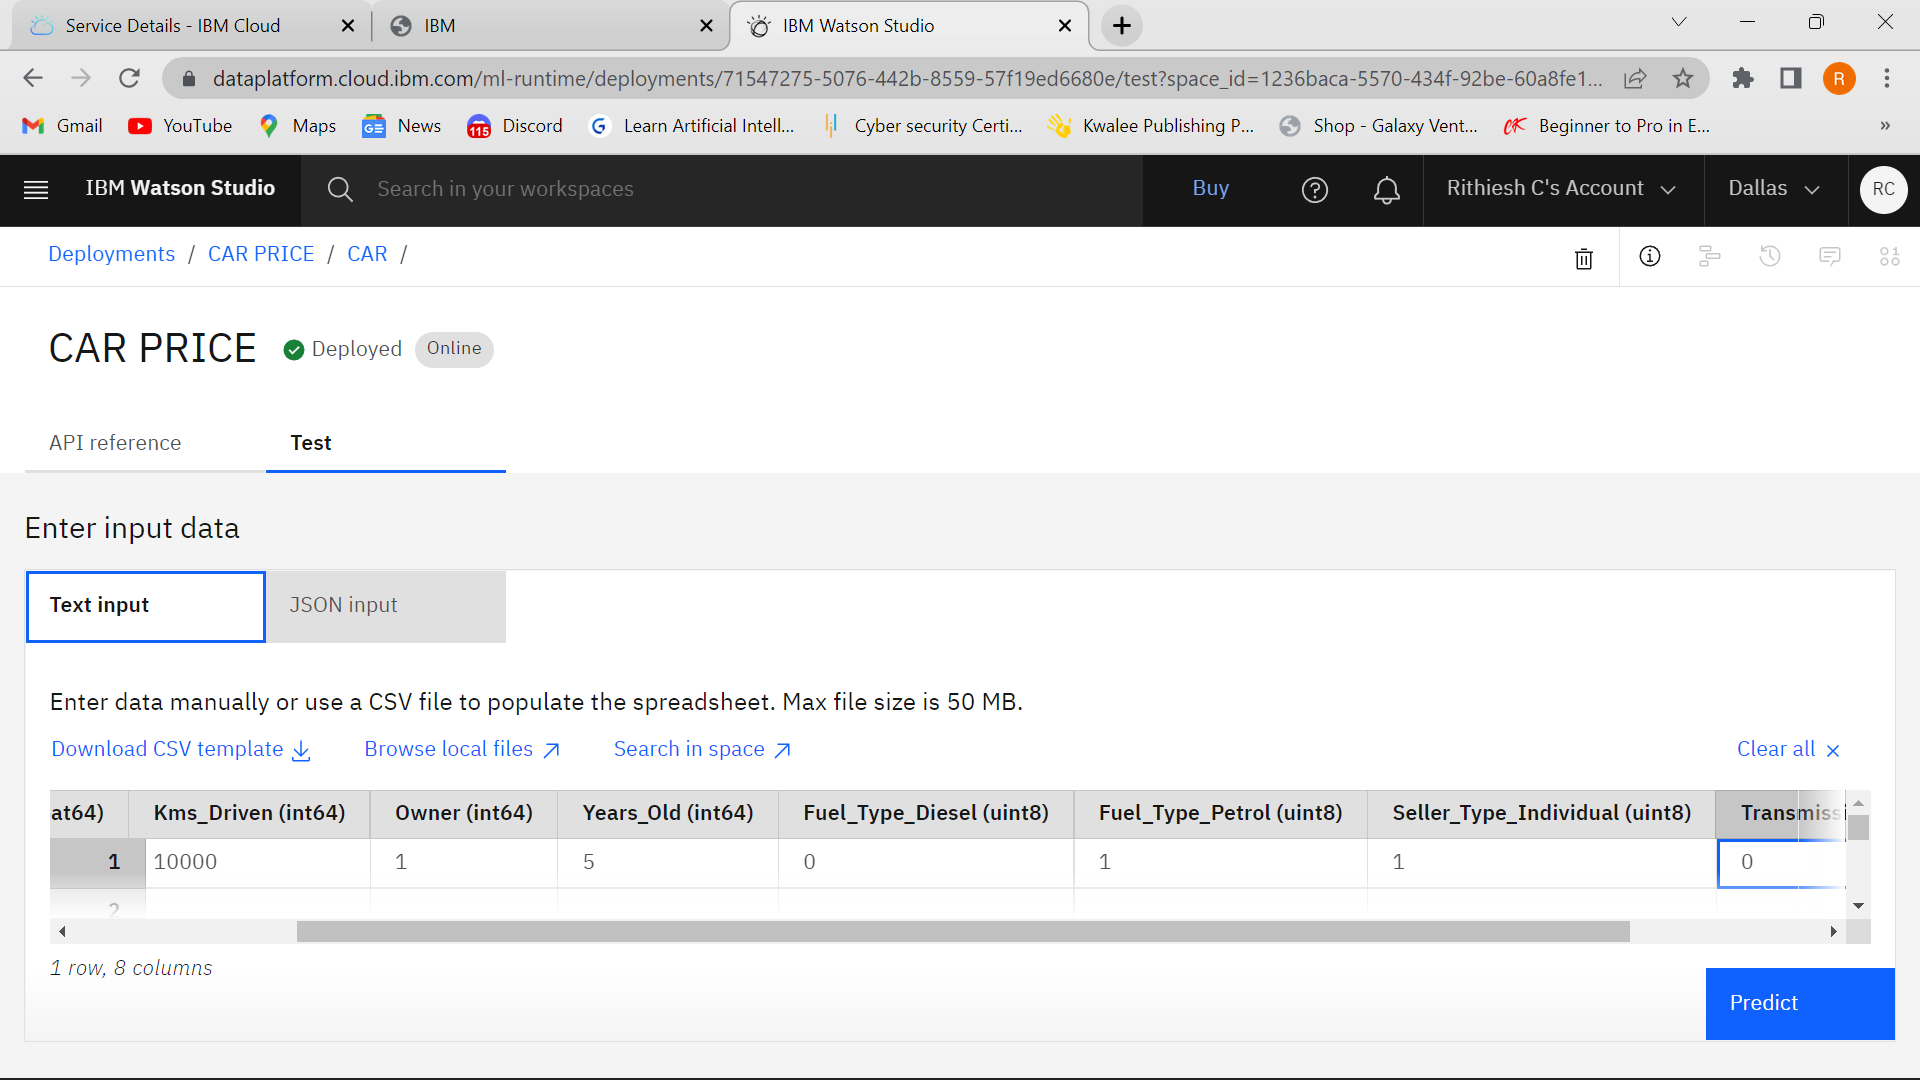 Service Details - IBM Cloud
IBM
IBM Watson Studio
dataplatform.cloud.ibm.com/ml-runtime/deployments/71547275-5076-442b-8559-57f19ed6680e/test?space_id=1236baca-5570-434f-92be-60a8fe1...
R
Gmail
YouTube
Maps
News
115
Discord
Learn Artificial Intell...
Cyber security Certi...
Kwalee Publishing P...
Shop - Galaxy Vent...
Beginner to Pro in E...
»
IBM Watson Studio
Search in your workspaces
Buy
Rithiesh C's Account
Dallas
RC
Deployments / CAR PRICE / CAR /
CAR PRICE
Deployed
Online
API reference
Test
Enter input data
Text input
JSON input
Enter data manually or use a CSV file to populate the spreadsheet. Max file size is 50 MB.
Download CSV template
Browse local files
Search in space
Clear all
at64) Kms_Driven (int64) Owner (int64) Years_Old (int64) Fuel_Type_Diesel (uint8) Fuel_Type_Petrol (uint8) Seller_Type_Individual (uint8) Transmissi
1 10000 1 5 0 1 1 0
2
1 row, 8 columns
Predict